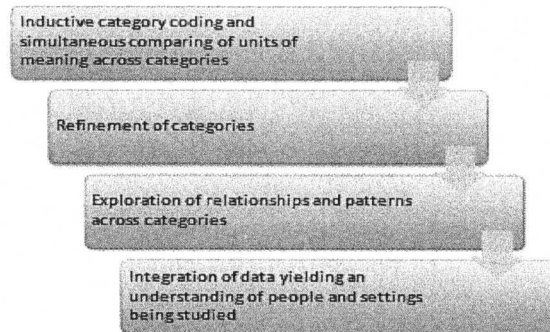 Inductive category coding and
simultaneous comparing of units of
meaning across categories
Refinement of categories
Exploration of relationships and patterns
across categories
Integration of data yielding an
understanding of people and settings
being studied